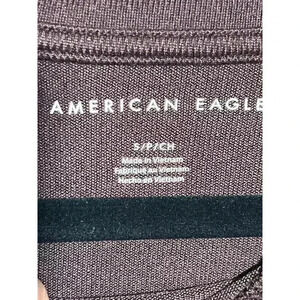 AMERICAN EAGLE
S/P/CH
Made in Vietnam
Fabriqué au Vietnam
Hecho en Vietnam